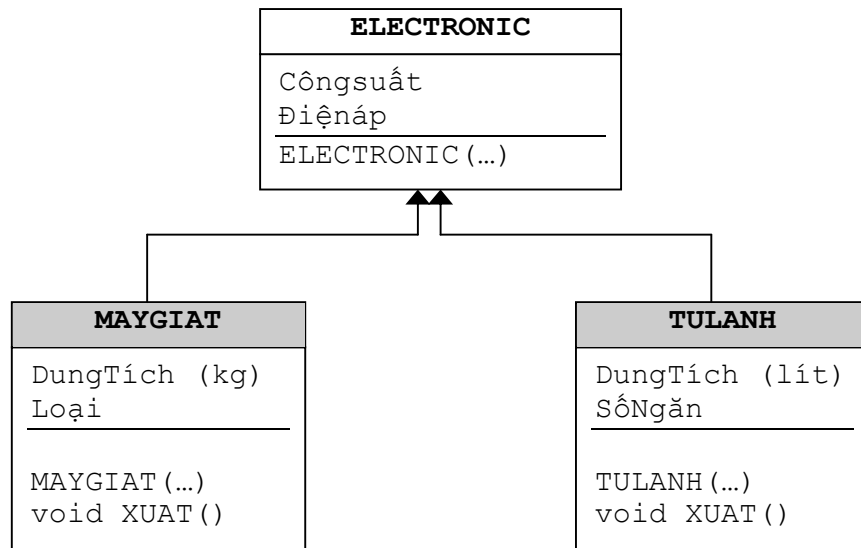 ELECTRONIC
Côngsuất
Điệnáp
ELECTRONIC(…)
MAYGIAT
DungTích (kg)
Loại
MAYGIAT(…)
void XUAT()
TULANH
DungTích (lít)
SốNgăn
TULANH(…)
void XUAT()